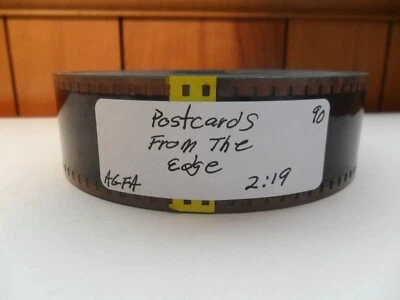 Postcards 90
From The
Edge
AGFA 2:19